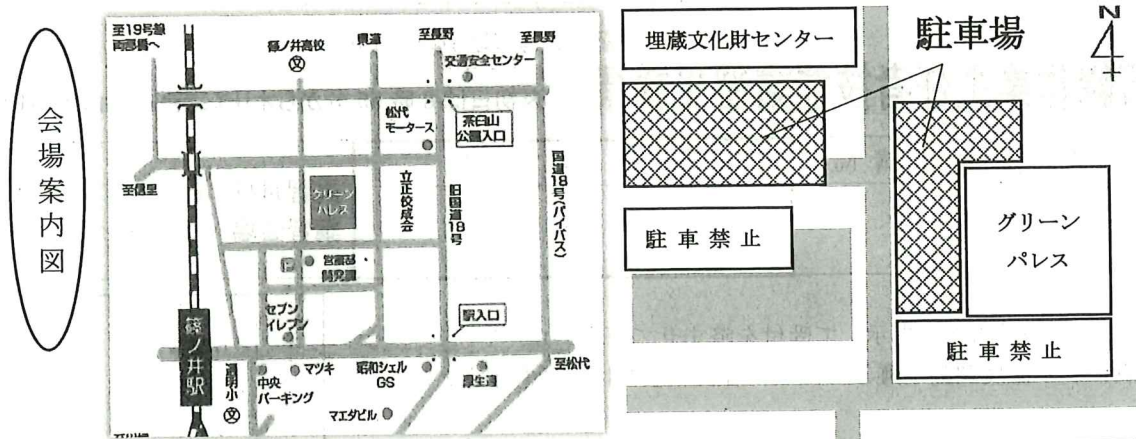 会場案内図
至19号線
両郡橋へ
篠ノ井高校
県道
至長野
至長野
交通安全センター
松代
モータース
茶臼山
公園入口
至信里
グリーン
パレス
立正佼成会
旧国道18号
国道18号(バイパス)
営業部
開発課
セブン
イレブン
駅入口
篠ノ井駅
通明小
中央
パーキング
マツキ
昭和シェル
GS
厚生連
至松代
マエダビル
埋蔵文化財センター
駐車場
N
駐車禁止
グリーン
パレス
駐車禁止